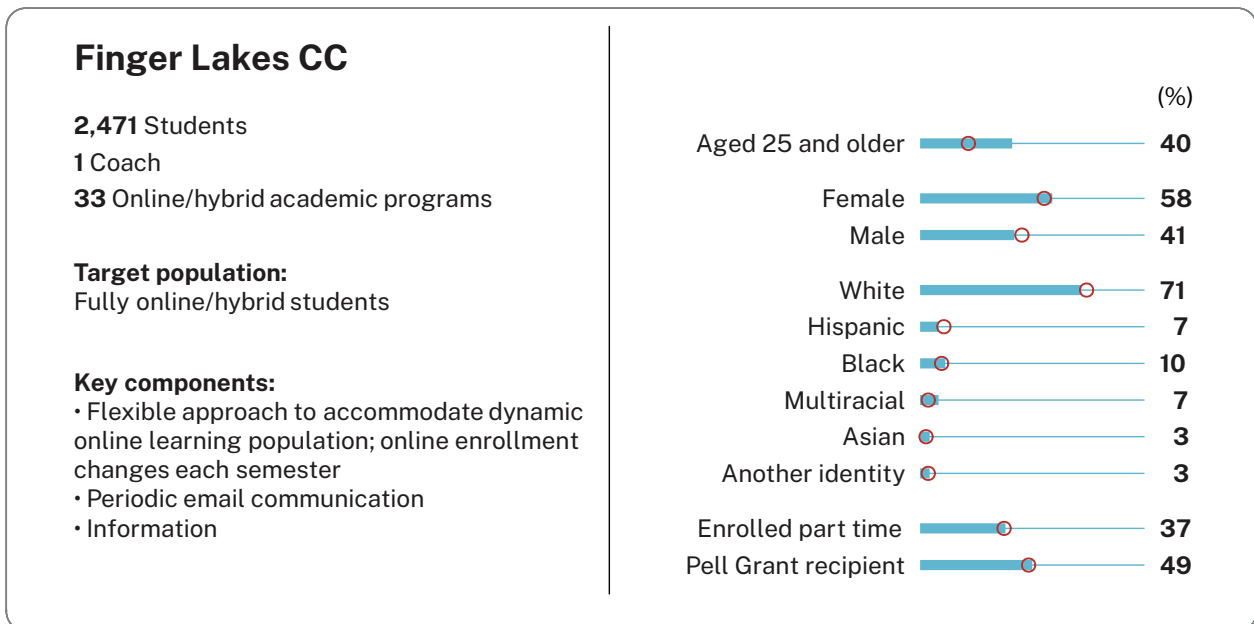 Finger Lakes CC
2,471 Students
1 Coach
33 Online/hybrid academic programs
Target population:
Fully online/hybrid students
Key components:
• Flexible approach to accommodate dynamic
online learning population; online enrollment
changes each semester
• Periodic email communication
• Information
(%)
Aged 25 and older 40
Female 58
Male 41
White 71
Hispanic 7
Black 10
Multiracial 7
Asian 3
Another identity 3
Enrolled part time 37
Pell Grant recipient 49